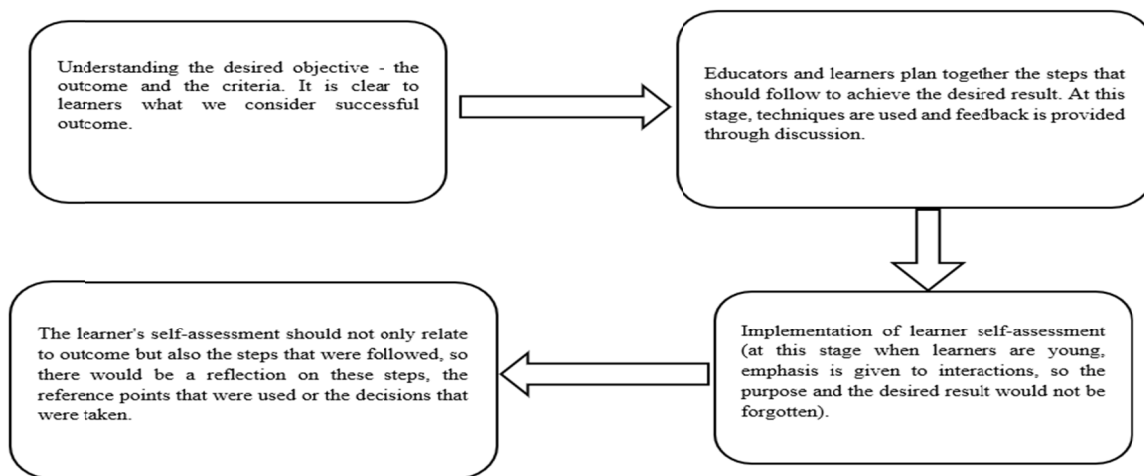 Understanding the desired objective - the
outcome and the criteria. It is clear to
learners what we consider successful
outcome.
Educators and learners plan together the steps that
should follow to achieve the desired result. At this
stage, techniques are used and feedback is provided
through discussion.
Implementation of learner self-assessment
(at this stage when learners are young,
emphasis is given to interactions, so the
purpose and the desired result would not be
forgotten).
The learner's self-assessment should not only relate
to outcome but also the steps that were followed, so
there would be a reflection on these steps, the
reference points that were used or the decisions that
were taken.